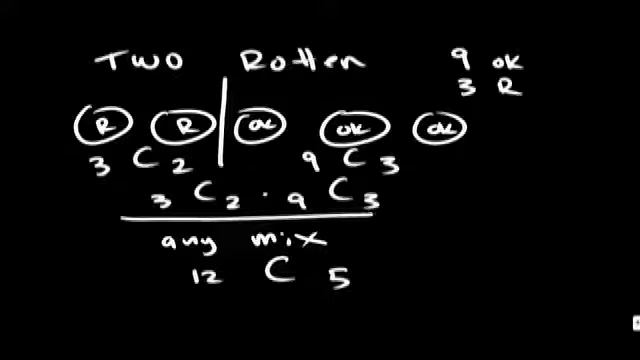 Two Rotten 9 ok
3 R
R R ok ok ok
3 C 2 9 C 3
3 C 2 · 9 C 3
any mix
12 C 5